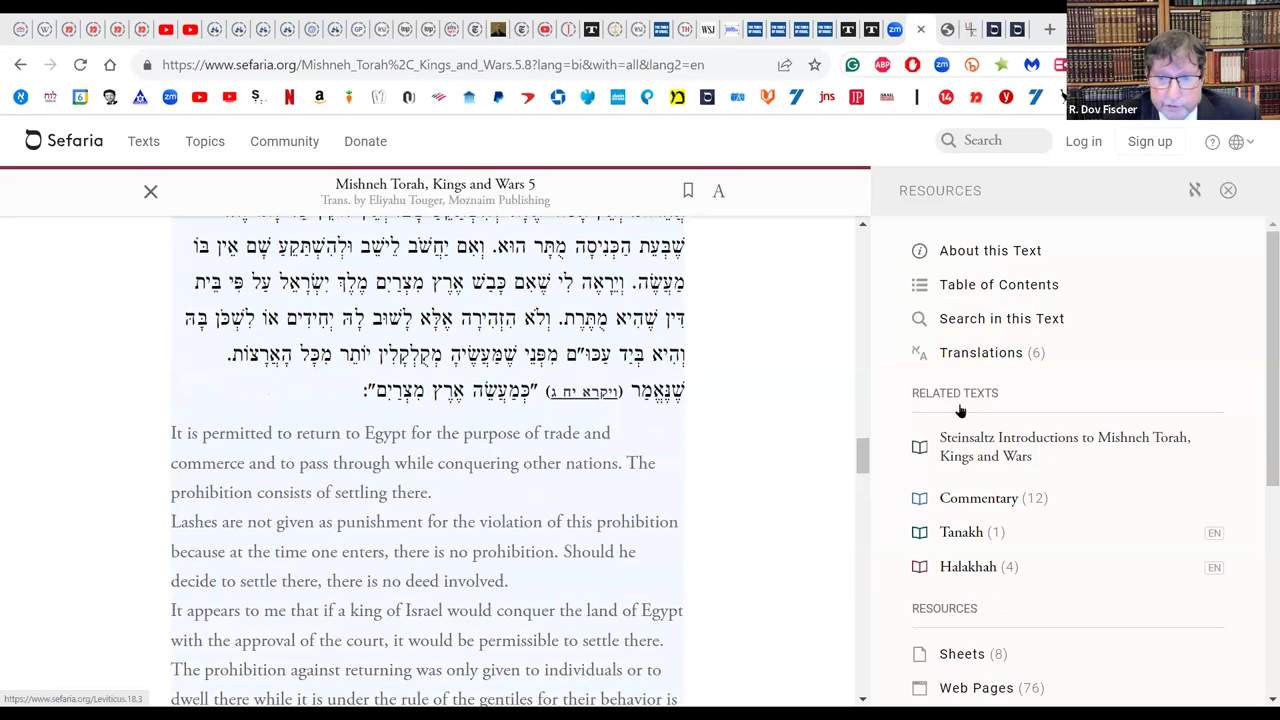 https://www.sefaria.org/Mishneh_Torah%2C_Kings_and_Wars.5.8?lang=bi&with=all&lang2=en
R. Dov Fischer
Sefaria
Texts
Topics
Community
Donate
Search
Log in
Sign up
Mishneh Torah, Kings and Wars 5
Trans. by Eliyahu Touger, Moznaim Publishing
A
RESOURCES
שֶׁבְּעֵת הַכְּנִיסָה מֻתָּר הוּא. וְאִם יַחֲשֹׁב לֵישֵׁב וּלְהִשְׁתַּקֵּעַ שָׁם אֵין בּוֹ
מַעֲשֶׂה. וְיֵרָאֶה לִי שֶׁאִם כָּבַשׁ אֶרֶץ מִצְרַיִם מֶלֶךְ יִשְׂרָאֵל עַל פִּי בֵּית
דִּין שֶׁהִיא מֻתֶּרֶת. וְלֹא הִזְהִירָה אֶלָּא לָשׁוּב לָהּ יְחִידִים אוֹ לִשְׁכֹּן בָּהּ
וְהִיא בְּיַד עַכּוּ"ם מִפְּנֵי שֶׁמַּעֲשֶׂיהָ מְקֻלְקָלִין יוֹתֵר מִכָּל הָאֲרָצוֹת.
שֶׁנֶּאֱמַר (ויקרא יח ג) "כְּמַעֲשֵׂה אֶרֶץ מִצְרַיִם":
It is permitted to return to Egypt for the purpose of trade and
commerce and to pass through while conquering other nations. The
prohibition consists of settling there.
Lashes are not given as punishment for the violation of this prohibition
because at the time one enters, there is no prohibition. Should he
decide to settle there, there is no deed involved.
It appears to me that if a king of Israel would conquer the land of Egypt
with the approval of the court, it would be permissible to settle there.
The prohibition against returning was only given to individuals or to
dwell there while it is under the rule of the gentiles for their behavior is
About this Text
Table of Contents
Search in this Text
Translations (6)
RELATED TEXTS
Steinsaltz Introductions to Mishneh Torah,
Kings and Wars
Commentary (12)
Tanakh (1) EN
Halakhah (4) EN
RESOURCES
Sheets (8)
Web Pages (76)
https://www.sefaria.org/Leviticus.18.3